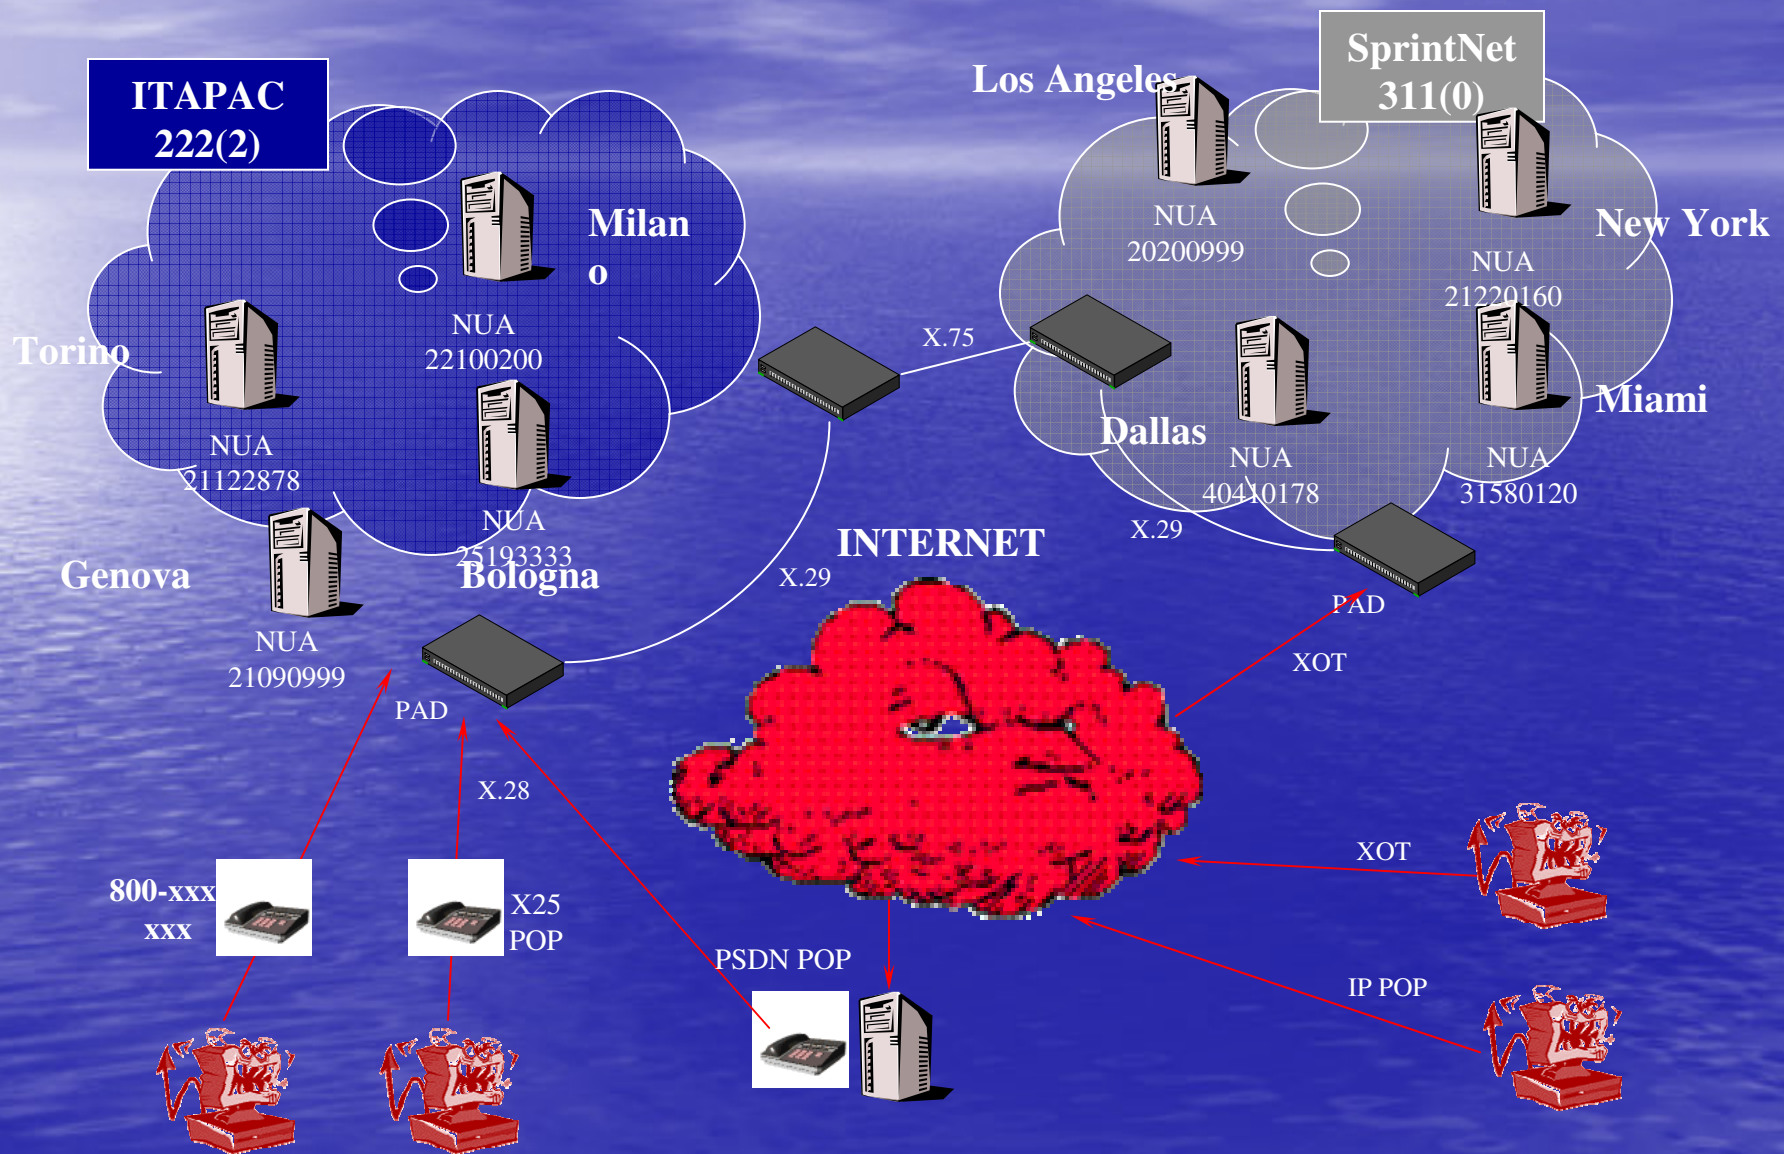 ITAPAC
222(2)
SprintNet
311(0)
Los Angeles
NUA
20200999
New York
NUA
21220160
Milan
o
NUA
22100200
Torino
NUA
21122878
X.75
Dallas
NUA
40410178
Miami
NUA
31580120
NUA
25193333
Bologna
Genova
NUA
21090999
X.29
X.29
INTERNET
PAD
PAD
XOT
X.28
XOT
800-xxx
xxx
X25
POP
PSDN POP
IP POP